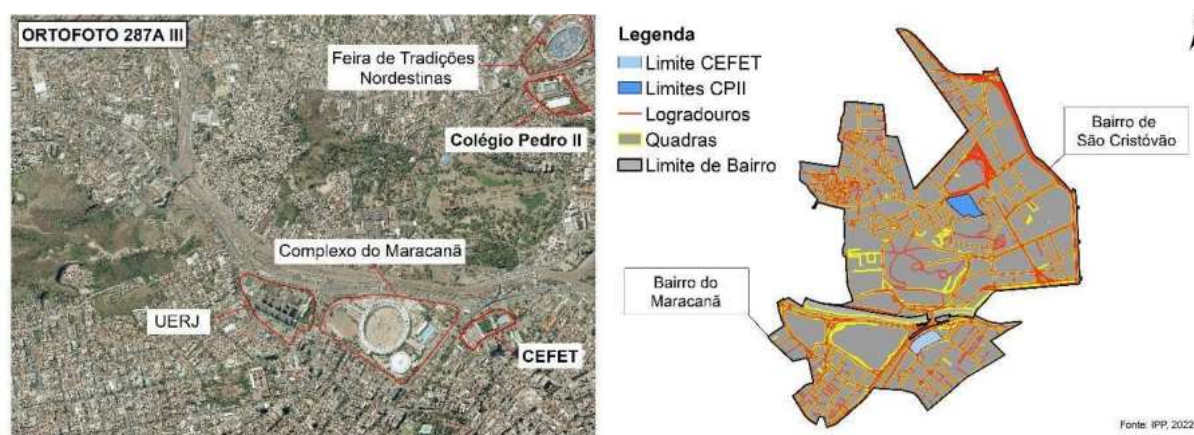 ORTOFOTO 287A III
Feira de Tradições
Nordestinas
Colégio Pedro II
Complexo do Maracanã
UERJ
CEFET
Legenda
Limite CEFET
Limites CPII
Logradouros
Quadras
Limite de Bairro
Bairro de
São Cristóvão
Bairro do
Maracanã
Fonte: IPP, 2022